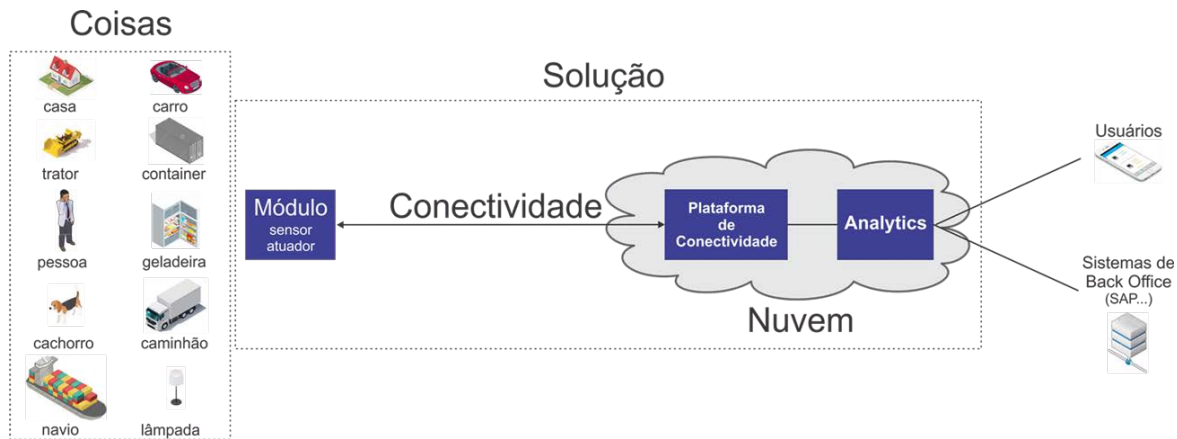 Coisas
casa
carro
trator
container
pessoa
geladeira
cachorro
caminhão
navio
lâmpada
Solução
Módulo
sensor
atuador
Conectividade
Plataforma
de
Conectividade
Analytics
Nuvem
Usuários
Sistemas de
Back Office
(SAP...)